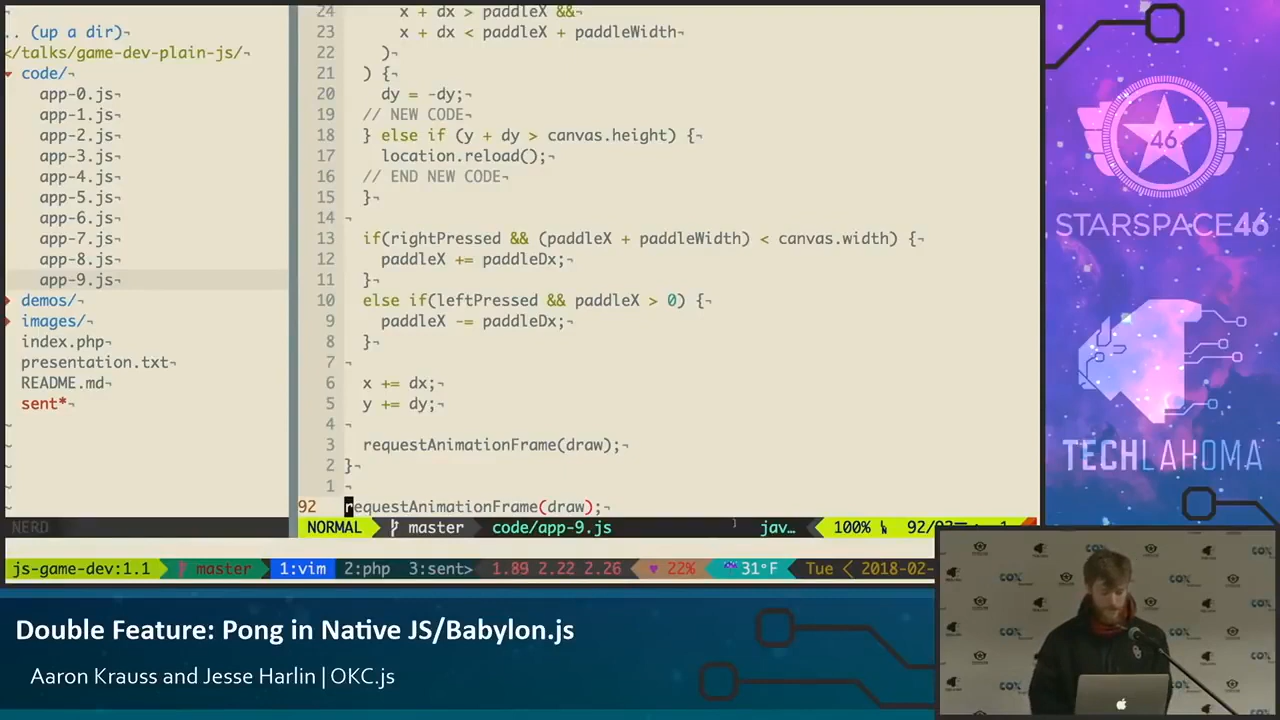 .. (up a dir)¬
</talks/game-dev-plain-js/¬
code/¬
app-0.js¬
app-1.js¬
app-2.js¬
app-3.js¬
app-4.js¬
app-5.js¬
app-6.js¬
app-7.js¬
app-8.js¬
app-9.js¬
demos/¬
images/¬
index.php¬
presentation.txt¬
README.md¬
sent*¬
~
~
~
~
~
NERD
24 x + dx > paddleX &&
23 x + dx < paddleX + paddleWidth¬
22 )¬
21 ) {¬
20 dy = -dy;¬
19 // NEW CODE¬
18 } else if (y + dy > canvas.height) {¬
17 location.reload();¬
16 // END NEW CODE¬
15 }¬
14 ¬
13 if(rightPressed && (paddleX + paddleWidth) < canvas.width) {¬
12 paddleX += paddleDx;¬
11 }¬
10 else if(leftPressed && paddleX > 0) {¬
9 paddleX -= paddleDx;¬
8 }¬
7 ¬
6 x += dx;¬
5 y += dy;¬
4 ¬
3 requestAnimationFrame(draw);¬
2 }¬
1 ¬
92 requestAnimationFrame(draw);¬
NORMAL master code/app-9.js jav… 100%
js-game-dev:1.1 master 1:vim 2:php 3:sent> 1.89 2.22 2.26 ♥ 22% 31°F Tue < 2018-02-
46
STARSPACE46
TECHLAHOMA
Double Feature: Pong in Native JS/Babylon.js
Aaron Krauss and Jesse Harlin | OKC.js
COX
COX
COX